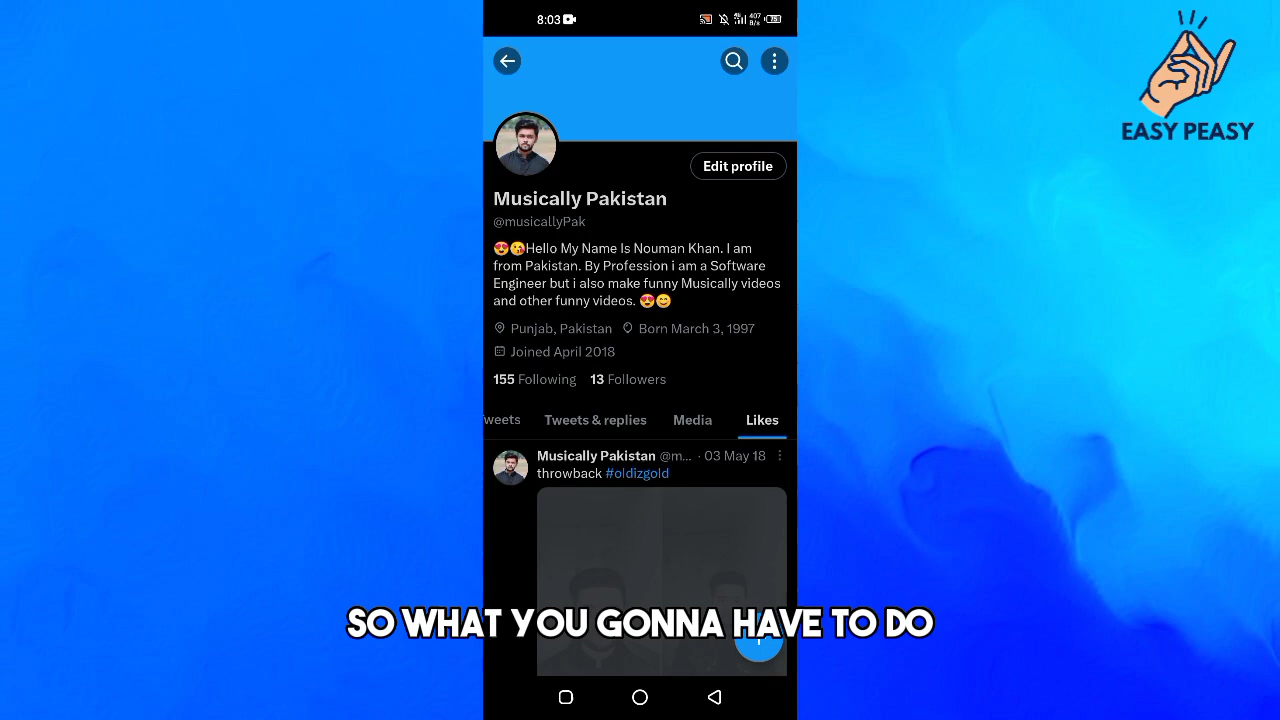 8:03
407
B/s
75
EASY PEASY
Edit profile
Musically Pakistan
@musicallyPak
😍😘Hello My Name Is Nouman Khan. I am
from Pakistan. By Profession i am a Software
Engineer but i also make funny Musically videos
and other funny videos. 😍😊
Punjab, Pakistan Born March 3, 1997
Joined April 2018
155 Following 13 Followers
Tweets Tweets & replies Media Likes
Musically Pakistan @m... · 03 May 18
throwback #oldizgold
SO WHAT YOU GONNA HAVE TO DO